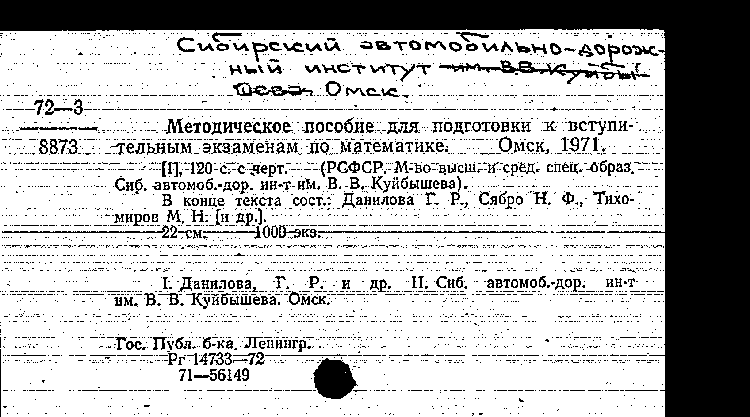 Сибирский автомобильно-дорож-
ный институт им. В.В. Куйбы-
шева. Омск.
72—3
8873
Методическое пособие для подготовки к вступи-
тельным экзаменам по математике. Омск, 1971.
[1], 120 с. с черт. (РСФСР. М-во высш. и сред. спец. образ.
Сиб. автомоб.-дор. ин-т им. В. В. Куйбышева).
В конце текста сост.: Данилова Г. Р., Сябро Н. Ф., Тихо-
миров М. Н. [и др.].
22 см. 1000 экз.
I. Данилова, Г. Р. и др. II. Сиб. автомоб.-дор. ин-т
им. В. В. Куйбышева. Омск.
Гос. Публ. б-ка. Ленингр.
Рг 14733—72
71—56149